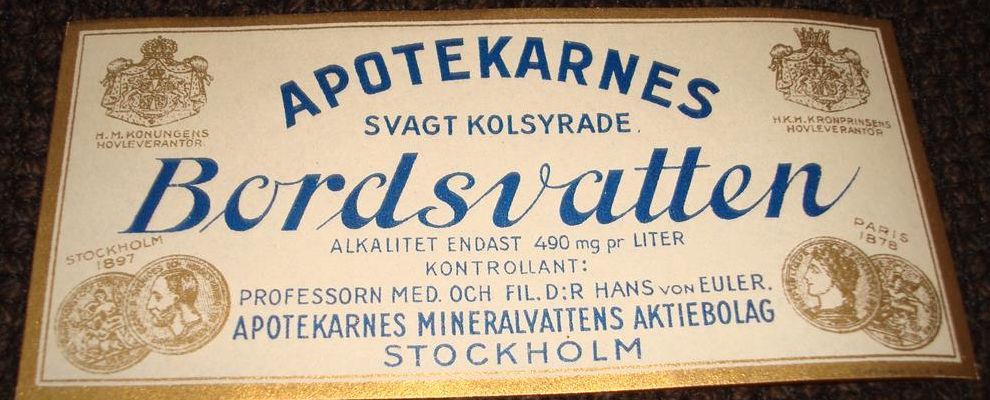 APOTEKARNES
H. M. KONUNGENS
HOVLEVERANTÖR.
H.K.H. KRONPRINSENS
HOVLEVERANTÖR
SVAGT KOLSYRADE.
Bordsvatten
ALKALITET ENDAST 490 mg pr LITER
STOCKHOLM
1897
PARIS
1878
KONTROLLANT:
PROFESSORN MED. OCH FIL. D:R HANS von EULER.
APOTEKARNES MINERALVATTENS AKTIEBOLAG
STOCKHOLM